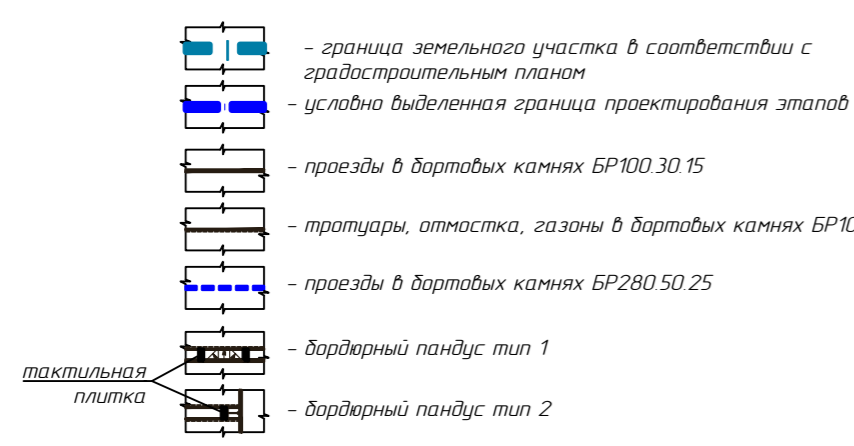 - граница земельного участка в соответствии с
градостроительным планом
- условно выделенная граница проектирования этапов
- проезды в бортовых камнях БР100.30.15
- тротуары, отмостка, газоны в бортовых камнях БР10
- проезды в бортовых камнях БР280.50.25
- бордюрный пандус тип 1
тактильная
плитка
- бордюрный пандус тип 2